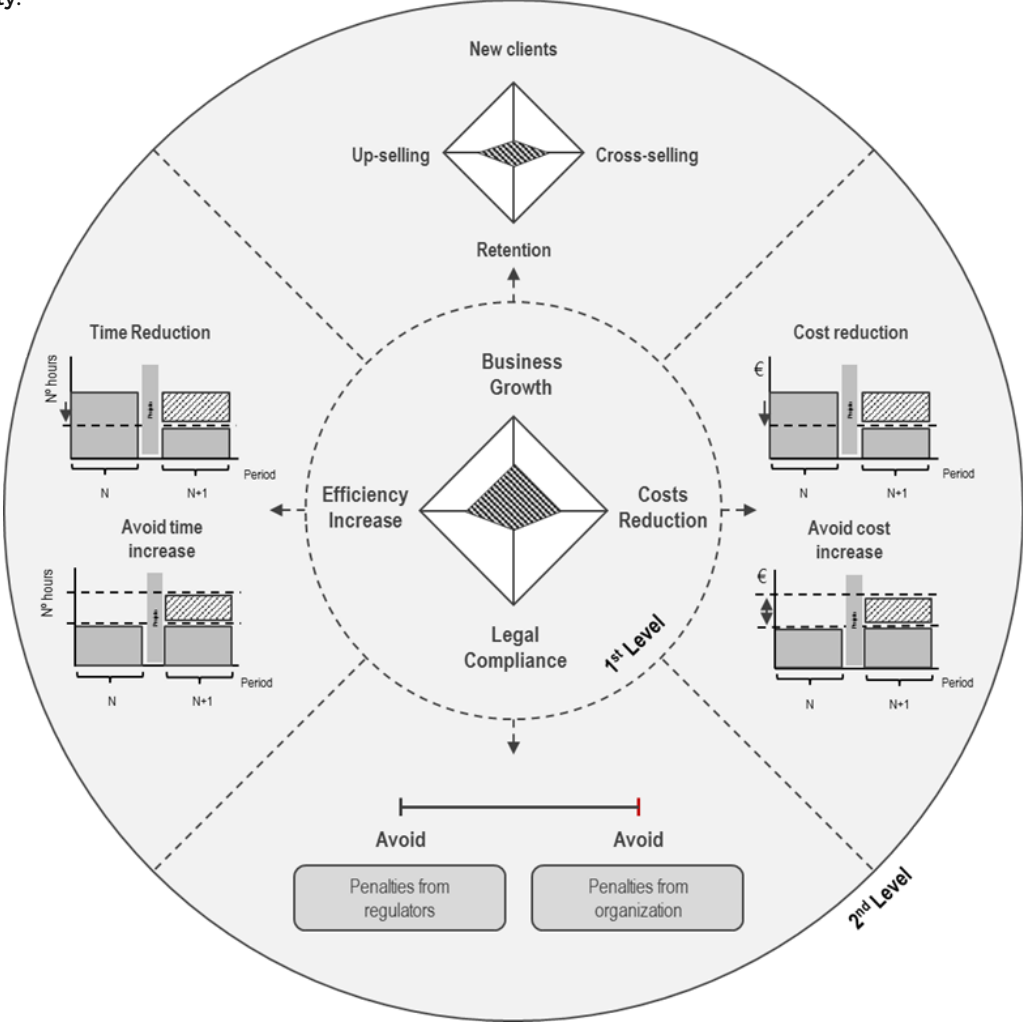 ty.
New clients
Up-selling
Cross-selling
Retention
Time Reduction
Nº hours
Period
N
N+1
Avoid time
increase
Nº hours
Period
N
N+1
Business
Growth
Efficiency
Increase
Costs
Reduction
Legal
Compliance
1st Level
Cost reduction
€
Period
N
N+1
Avoid cost
increase
€
Period
N
N+1
Avoid
Avoid
Penalties from
regulators
Penalties from
organization
2nd Level